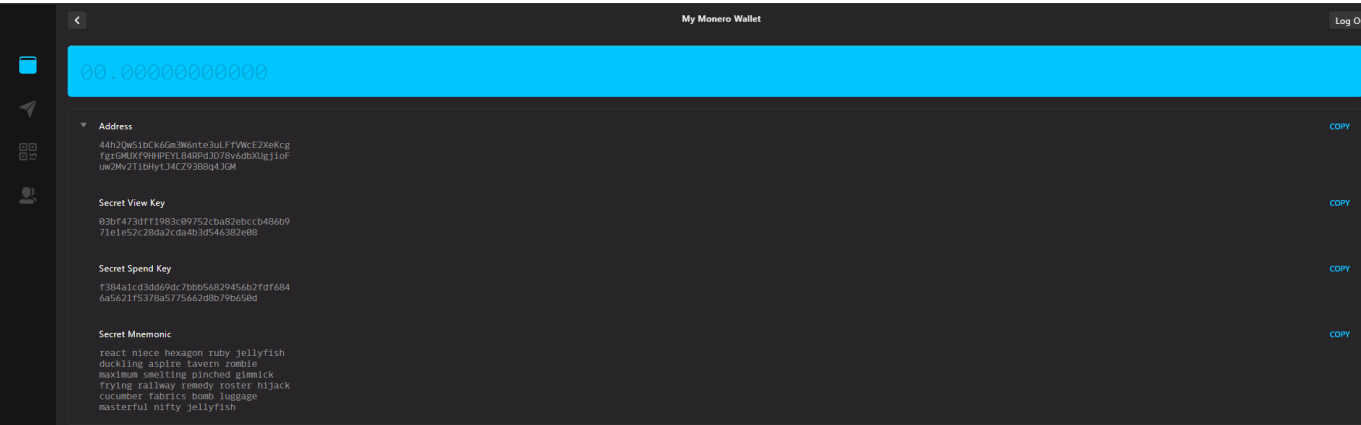 My Monero Wallet
Log O
00.00000000000
Address
COPY
44h2QwSibCk6Gm3W6nte3uLFfVWcE2XeKcg
fgrGMUXf9HHPEYL84RPdJD78v6dbXUgjioF
uw2Mv2TibHytJ4CZ93B8q4JGM
Secret View Key
COPY
03bf473dff1983c09752cba82ebccb486b9
71e1e52c28da2cda4b3d546382e08
Secret Spend Key
COPY
f384a1cd3dd69dc7bbb56829456b2fdf684
6a5621f5378a5775662d8b79b650d
Secret Mnemonic
COPY
react niece hexagon ruby jellyfish
duckling aspire tavern zombie
maximum smelting pinched gimmick
frying railway remedy roster hijack
cucumber fabrics bomb luggage
masterful nifty jellyfish